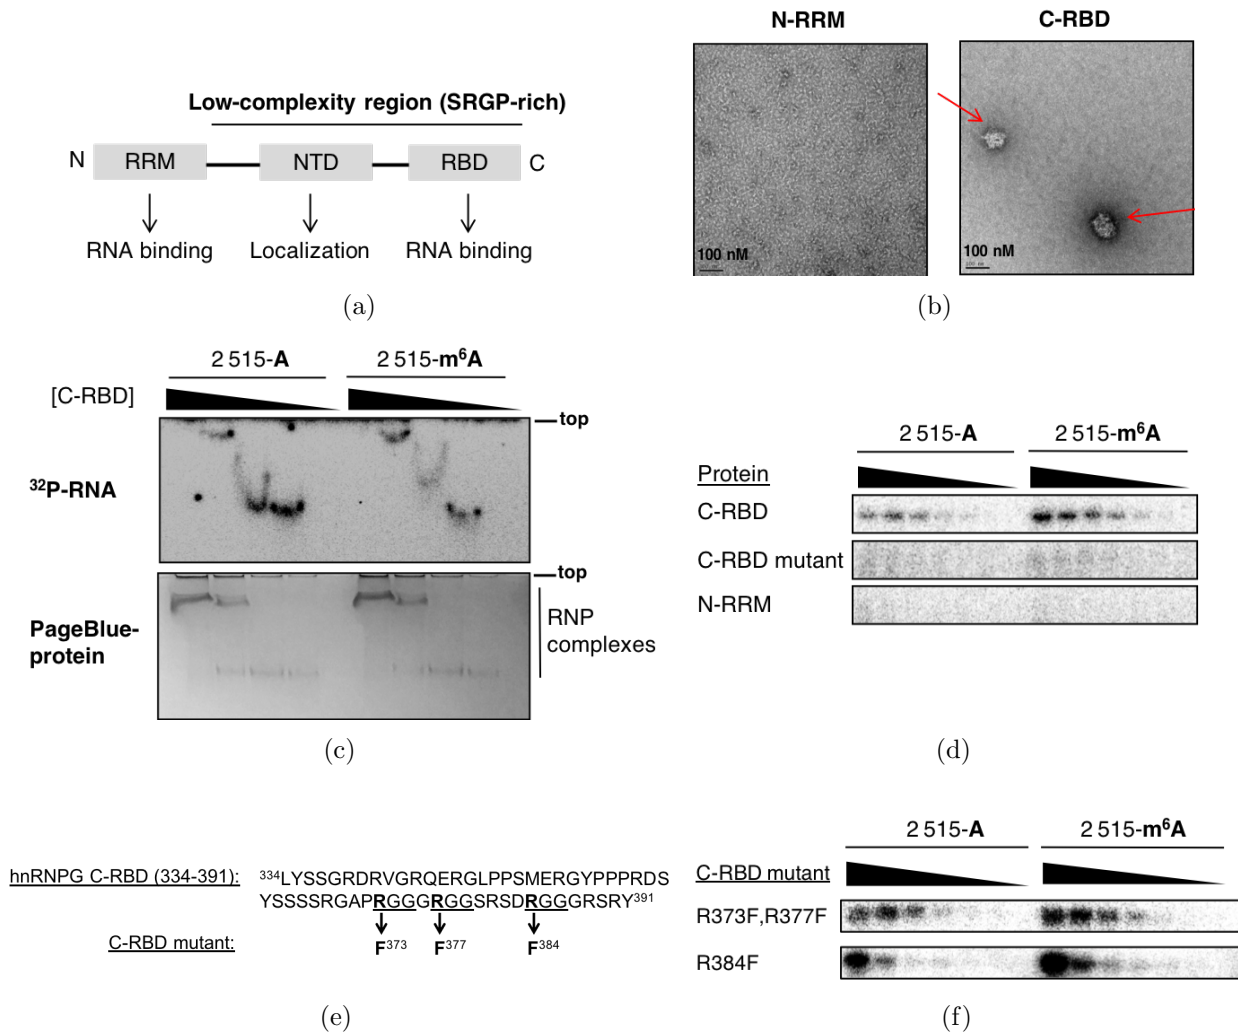 Low-complexity region (SRGP-rich)
N RRM NTD RBD C
RNA binding Localization RNA binding
(a)
N-RRM C-RBD
100 nM 100 nM
(b)
2 515-A 2 515-m⁶A
[C-RBD]
top
³²P-RNA
top
PageBlue-
protein
RNP
complexes
(c)
2 515-A 2 515-m⁶A
Protein
C-RBD
C-RBD mutant
N-RRM
(d)
hnRNPG C-RBD (334-391): ³³⁴LYSSGRDRVGRQERGLPPSMERGYPPPRDS
YSSSSRGAPRGGGRGGSRSDRGGGRSRY³⁹¹
C-RBD mutant: F³⁷³ F³⁷⁷ F³⁸⁴
(e)
2 515-A 2 515-m⁶A
C-RBD mutant
R373F,R377F
R384F
(f)